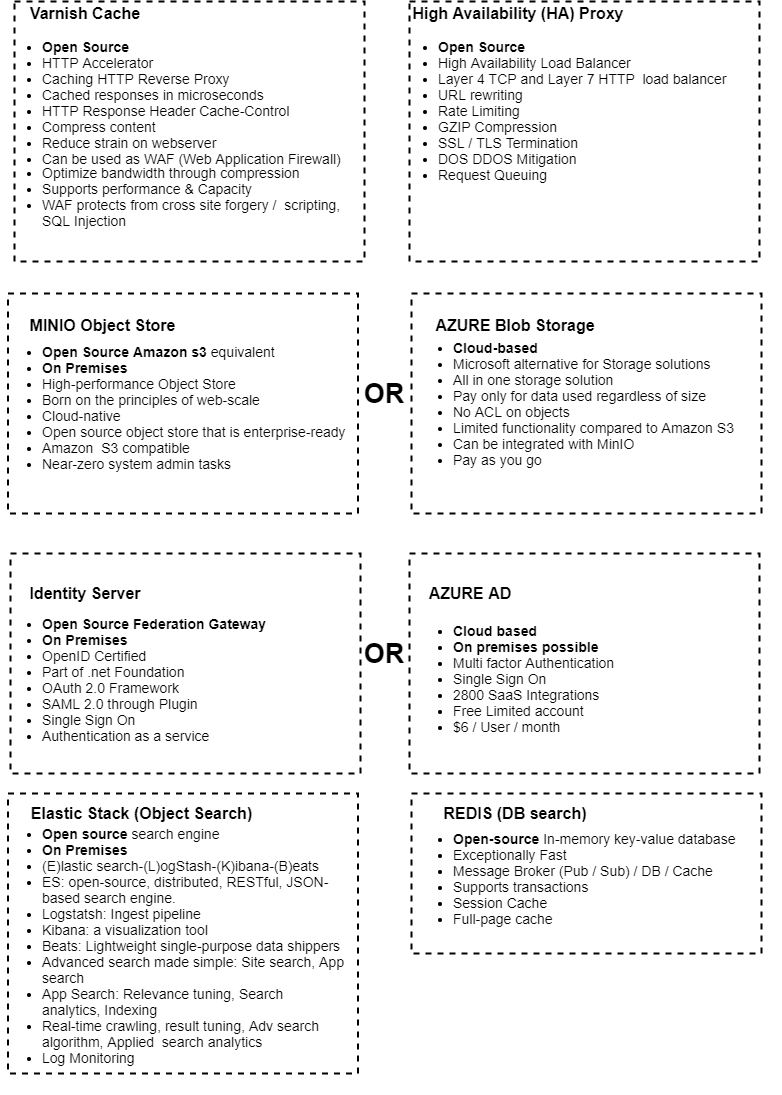 Varnish Cache
• Open Source
• HTTP Accelerator
• Caching HTTP Reverse Proxy
• Cached responses in microseconds
• HTTP Response Header Cache-Control
• Compress content
• Reduce strain on webserver
• Can be used as WAF (Web Application Firewall)
• Optimize bandwidth through compression
• Supports performance & Capacity
• WAF protects from cross site forgery / scripting,
SQL Injection
High Availability (HA) Proxy
• Open Source
• High Availability Load Balancer
• Layer 4 TCP and Layer 7 HTTP load balancer
• URL rewriting
• Rate Limiting
• GZIP Compression
• SSL / TLS Termination
• DOS DDOS Mitigation
• Request Queuing
MINIO Object Store
• Open Source Amazon s3 equivalent
• On Premises
• High-performance Object Store
• Born on the principles of web-scale
• Cloud-native
• Open source object store that is enterprise-ready
• Amazon S3 compatible
• Near-zero system admin tasks
OR
AZURE Blob Storage
• Cloud-based
• Microsoft alternative for Storage solutions
• All in one storage solution
• Pay only for data used regardless of size
• No ACL on objects
• Limited functionality compared to Amazon S3
• Can be integrated with MinIO
• Pay as you go
Identity Server
• Open Source Federation Gateway
• On Premises
• OpenID Certified
• Part of .net Foundation
• OAuth 2.0 Framework
• SAML 2.0 through Plugin
• Single Sign On
• Authentication as a service
OR
AZURE AD
• Cloud based
• On premises possible
• Multi factor Authentication
• Single Sign On
• 2800 SaaS Integrations
• Free Limited account
• $6 / User / month
Elastic Stack (Object Search)
• Open source search engine
• On Premises
• (E)lastic search-(L)ogStash-(K)ibana-(B)eats
• ES: open-source, distributed, RESTful, JSON-
based search engine.
• Logstatsh: Ingest pipeline
• Kibana: a visualization tool
• Beats: Lightweight single-purpose data shippers
• Advanced search made simple: Site search, App
search
• App Search: Relevance tuning, Search
analytics, Indexing
• Real-time crawling, result tuning, Adv search
algorithm, Applied search analytics
• Log Monitoring
REDIS (DB search)
• Open-source In-memory key-value database
• Exceptionally Fast
• Message Broker (Pub / Sub) / DB / Cache
• Supports transactions
• Session Cache
• Full-page cache